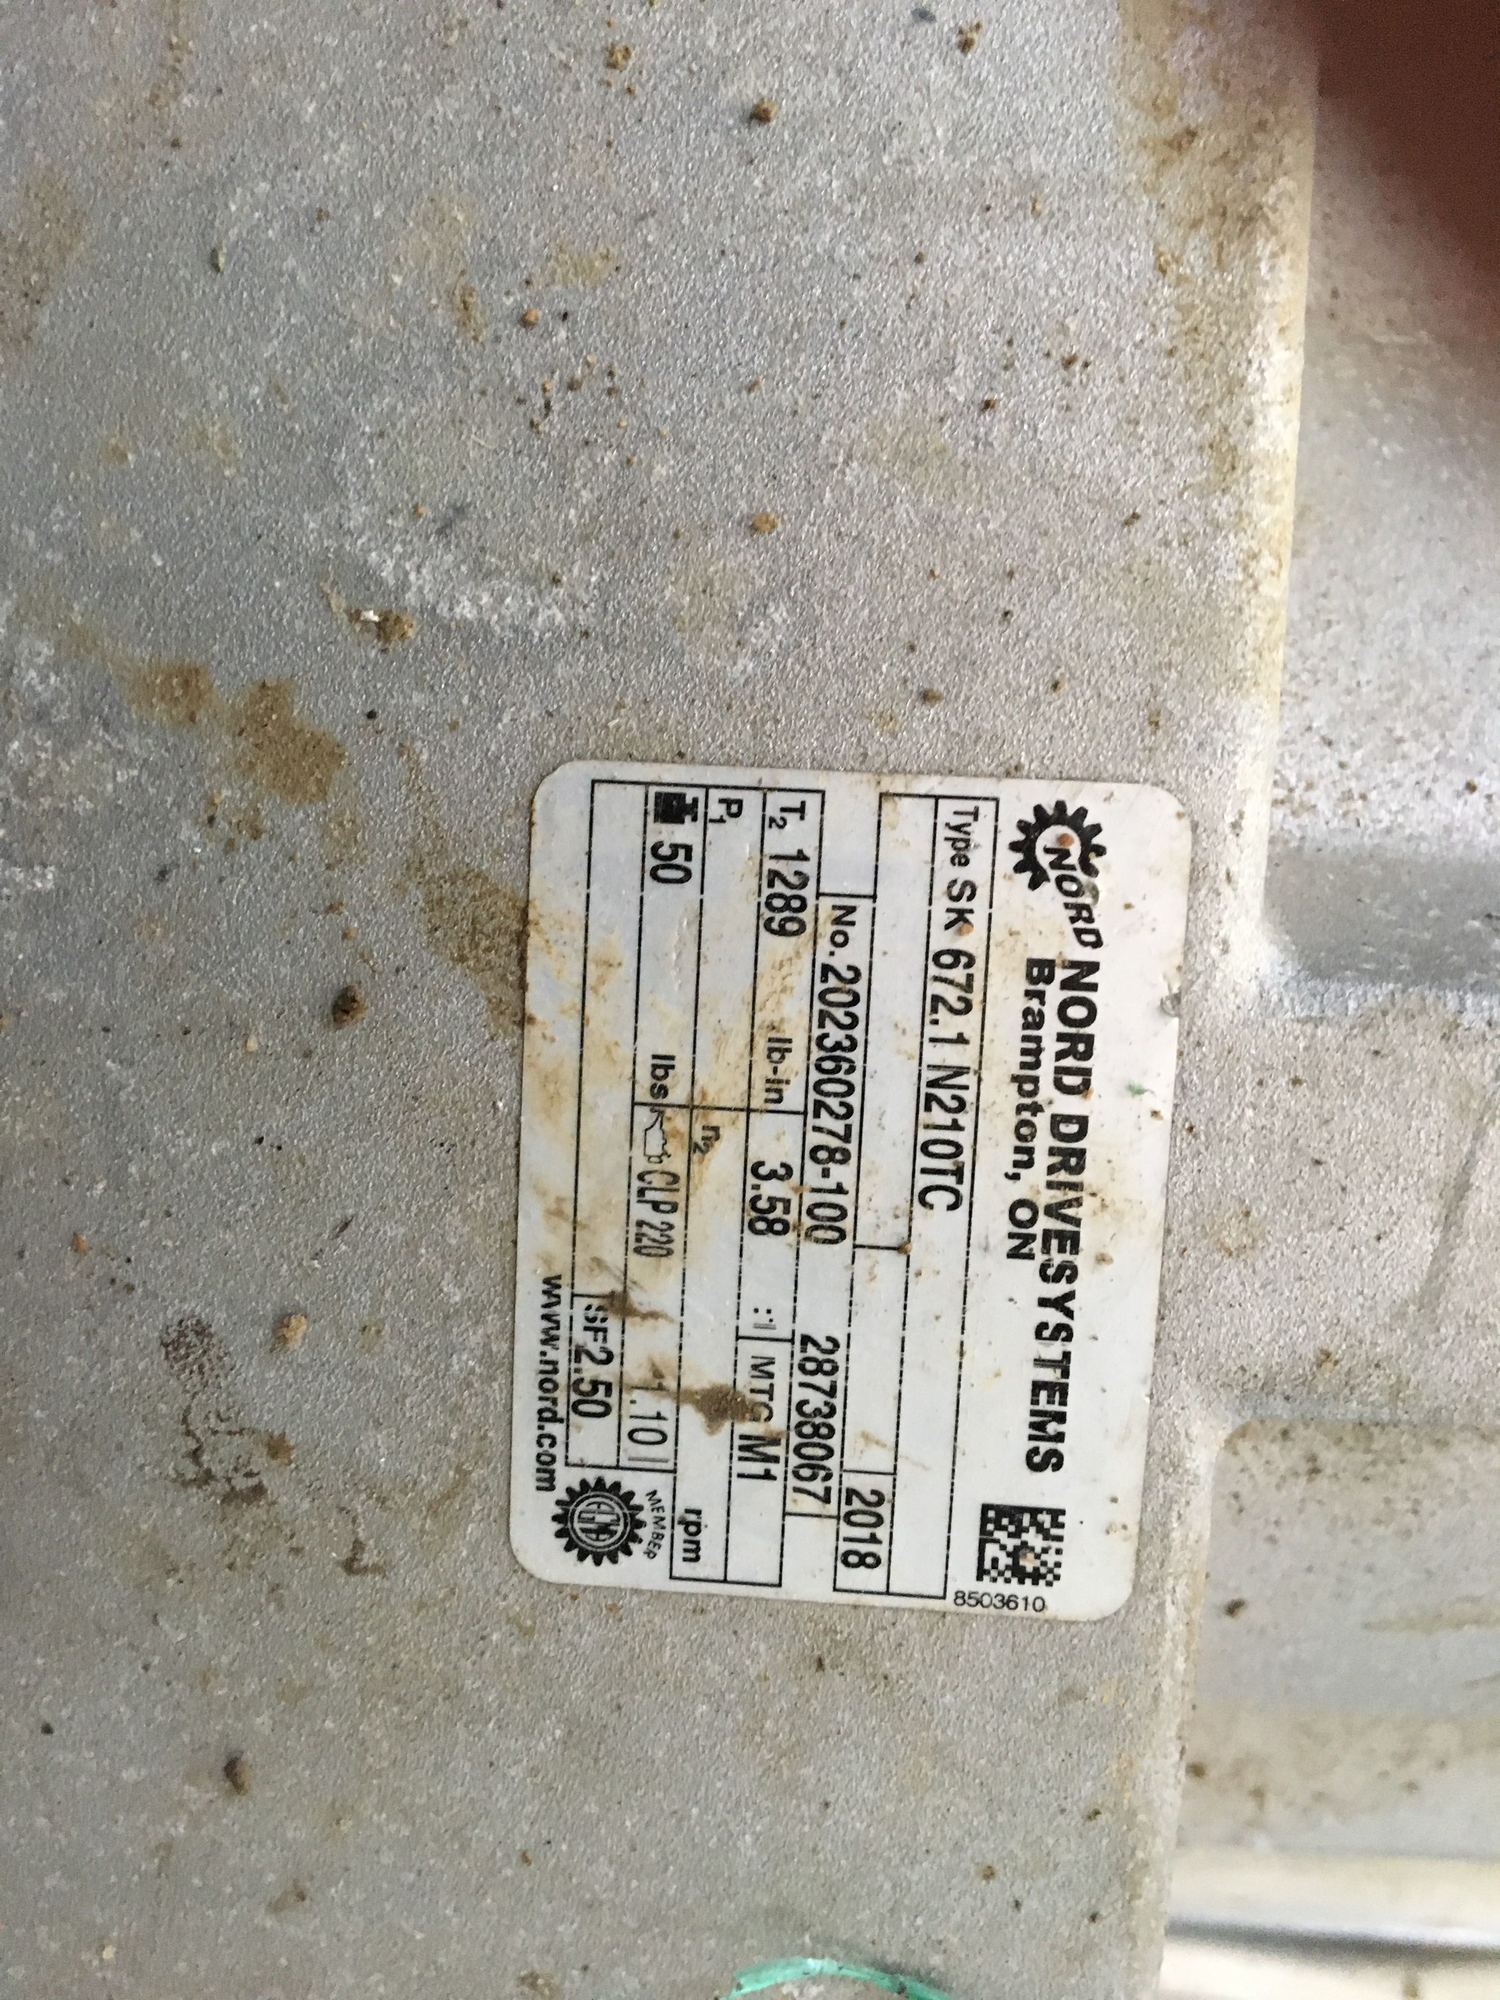 NORD NORD DRIVESYSTEMS
Brampton, ON
8503610
Type SK 672.1 N210TC
2018
No. 202360278-100 28738067
T2 1289 lb-in 3.58 :1 MTG M1
P1 n2 rpm
50 lbs CLP 220 1.10 l
SF 2.50
MEMBER
www.nord.com